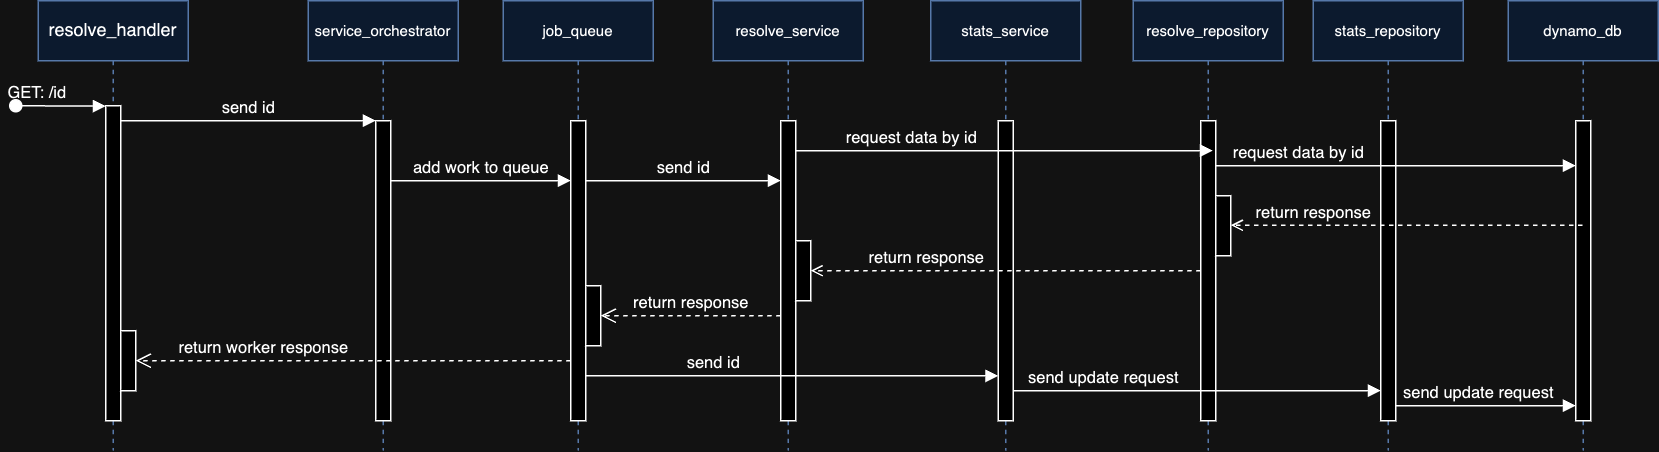 resolve_handler
service_orchestrator
job_queue
resolve_service
stats_service
resolve_repository
stats_repository
dynamo_db
GET: /id
send id
request data by id
request data by id
add work to queue
send id
return response
return response
return response
return worker response
send id
send update request
send update request